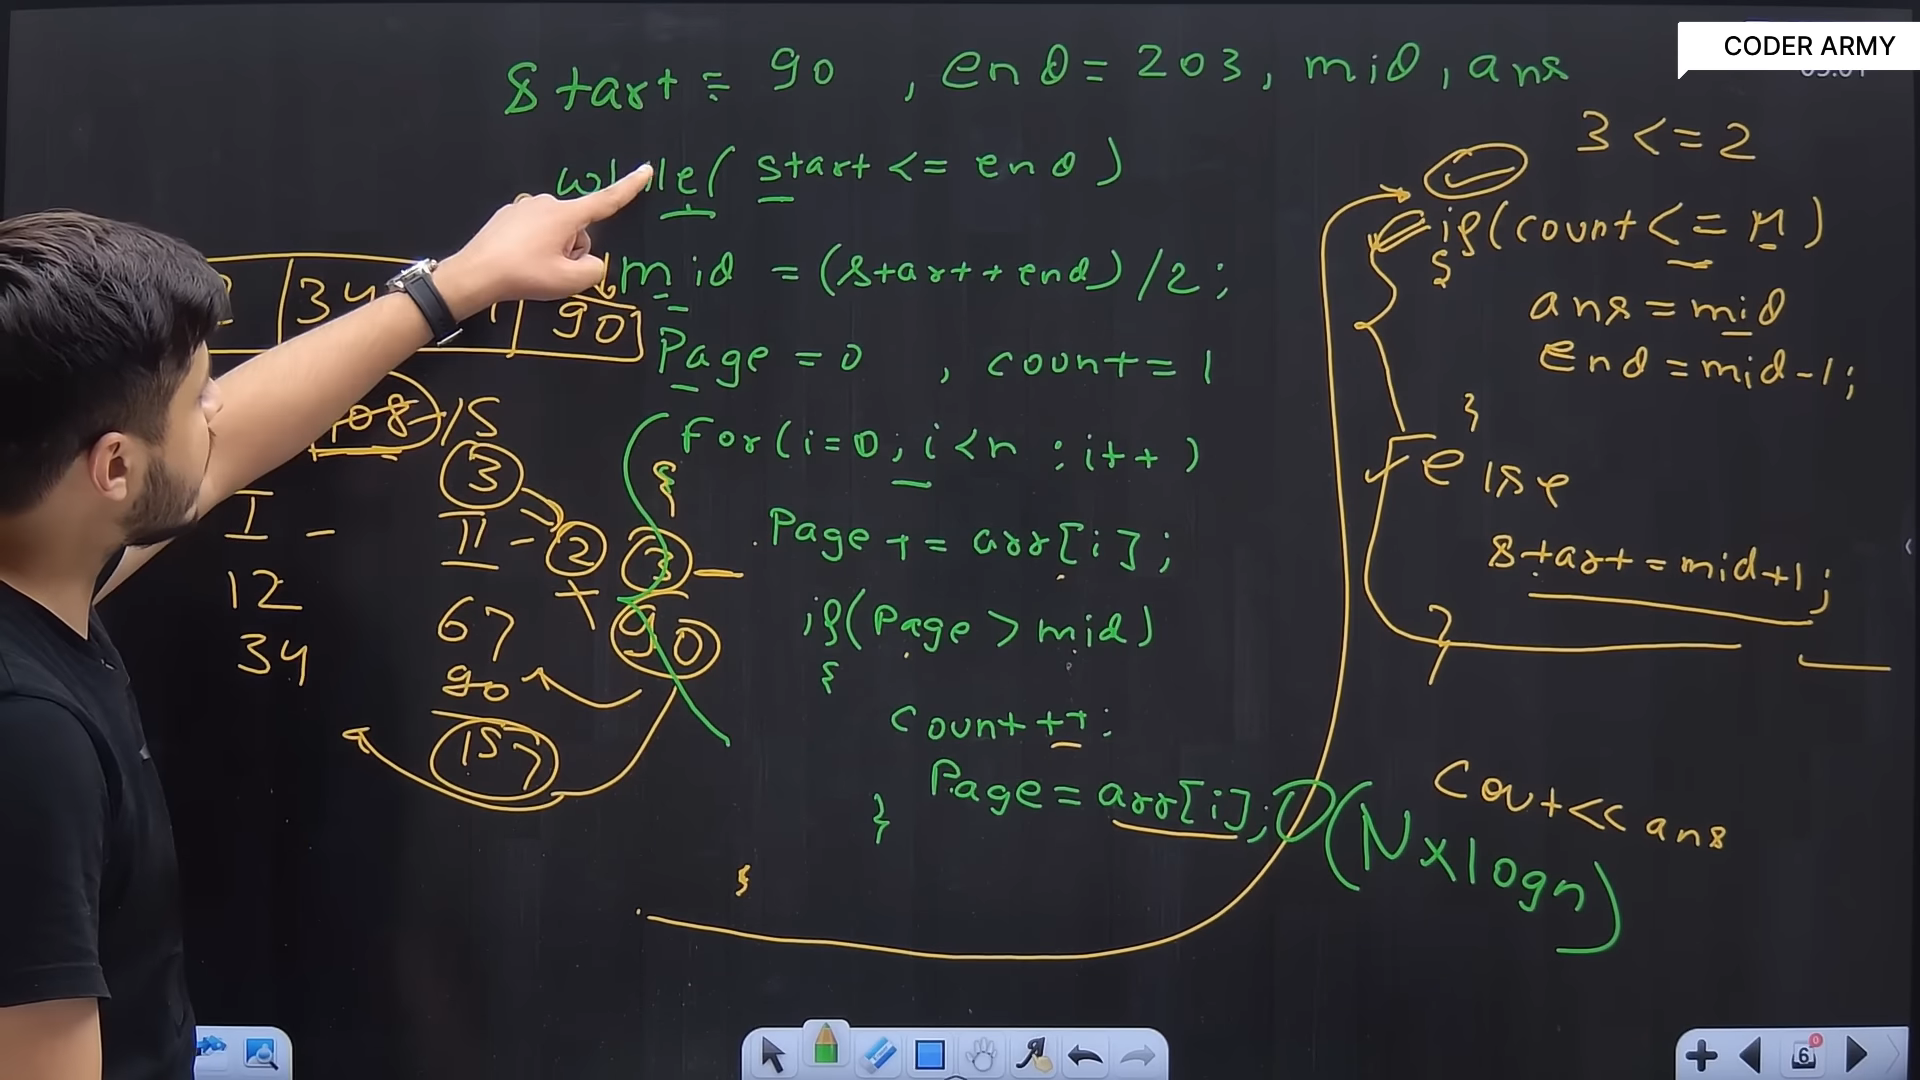 CODER ARMY
start = 90 , end = 203, mid, ans
while( start <= end )
mid = (start+end)/2;
Page = 0 , count = 1
for(i=0; i<n ; i++ )
{
Page += arr[i];
if(Page > mid)
{
count ++;
Page = arr[i];
}
}
O(N x logn)
3 <= 2
if(count <= M)
{
ans = mid
end = mid-1;
}
else
start = mid+1;
}
Cout<< ans
2 34 90
108 15
3
I - II - 2 3 -
12 67 90
34 90
157
6